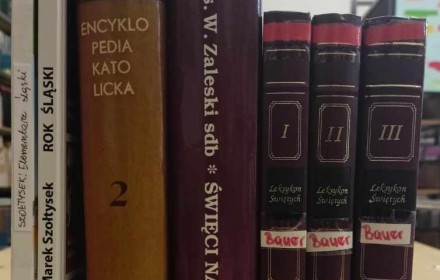 SZOŁTYSEK: Elementarz śląski
Marek Szołtysek ROK ŚLĄSKI
ENCYKLO
PEDIA
KATO
LICKA
2
s. W. Zaleski sdb * ŚWIĘCI NA
I
Leksykon
Świętych
Bauer
II
Leksykon
Świętych
Bauer
III
Leksykon
Świętych
Bauer